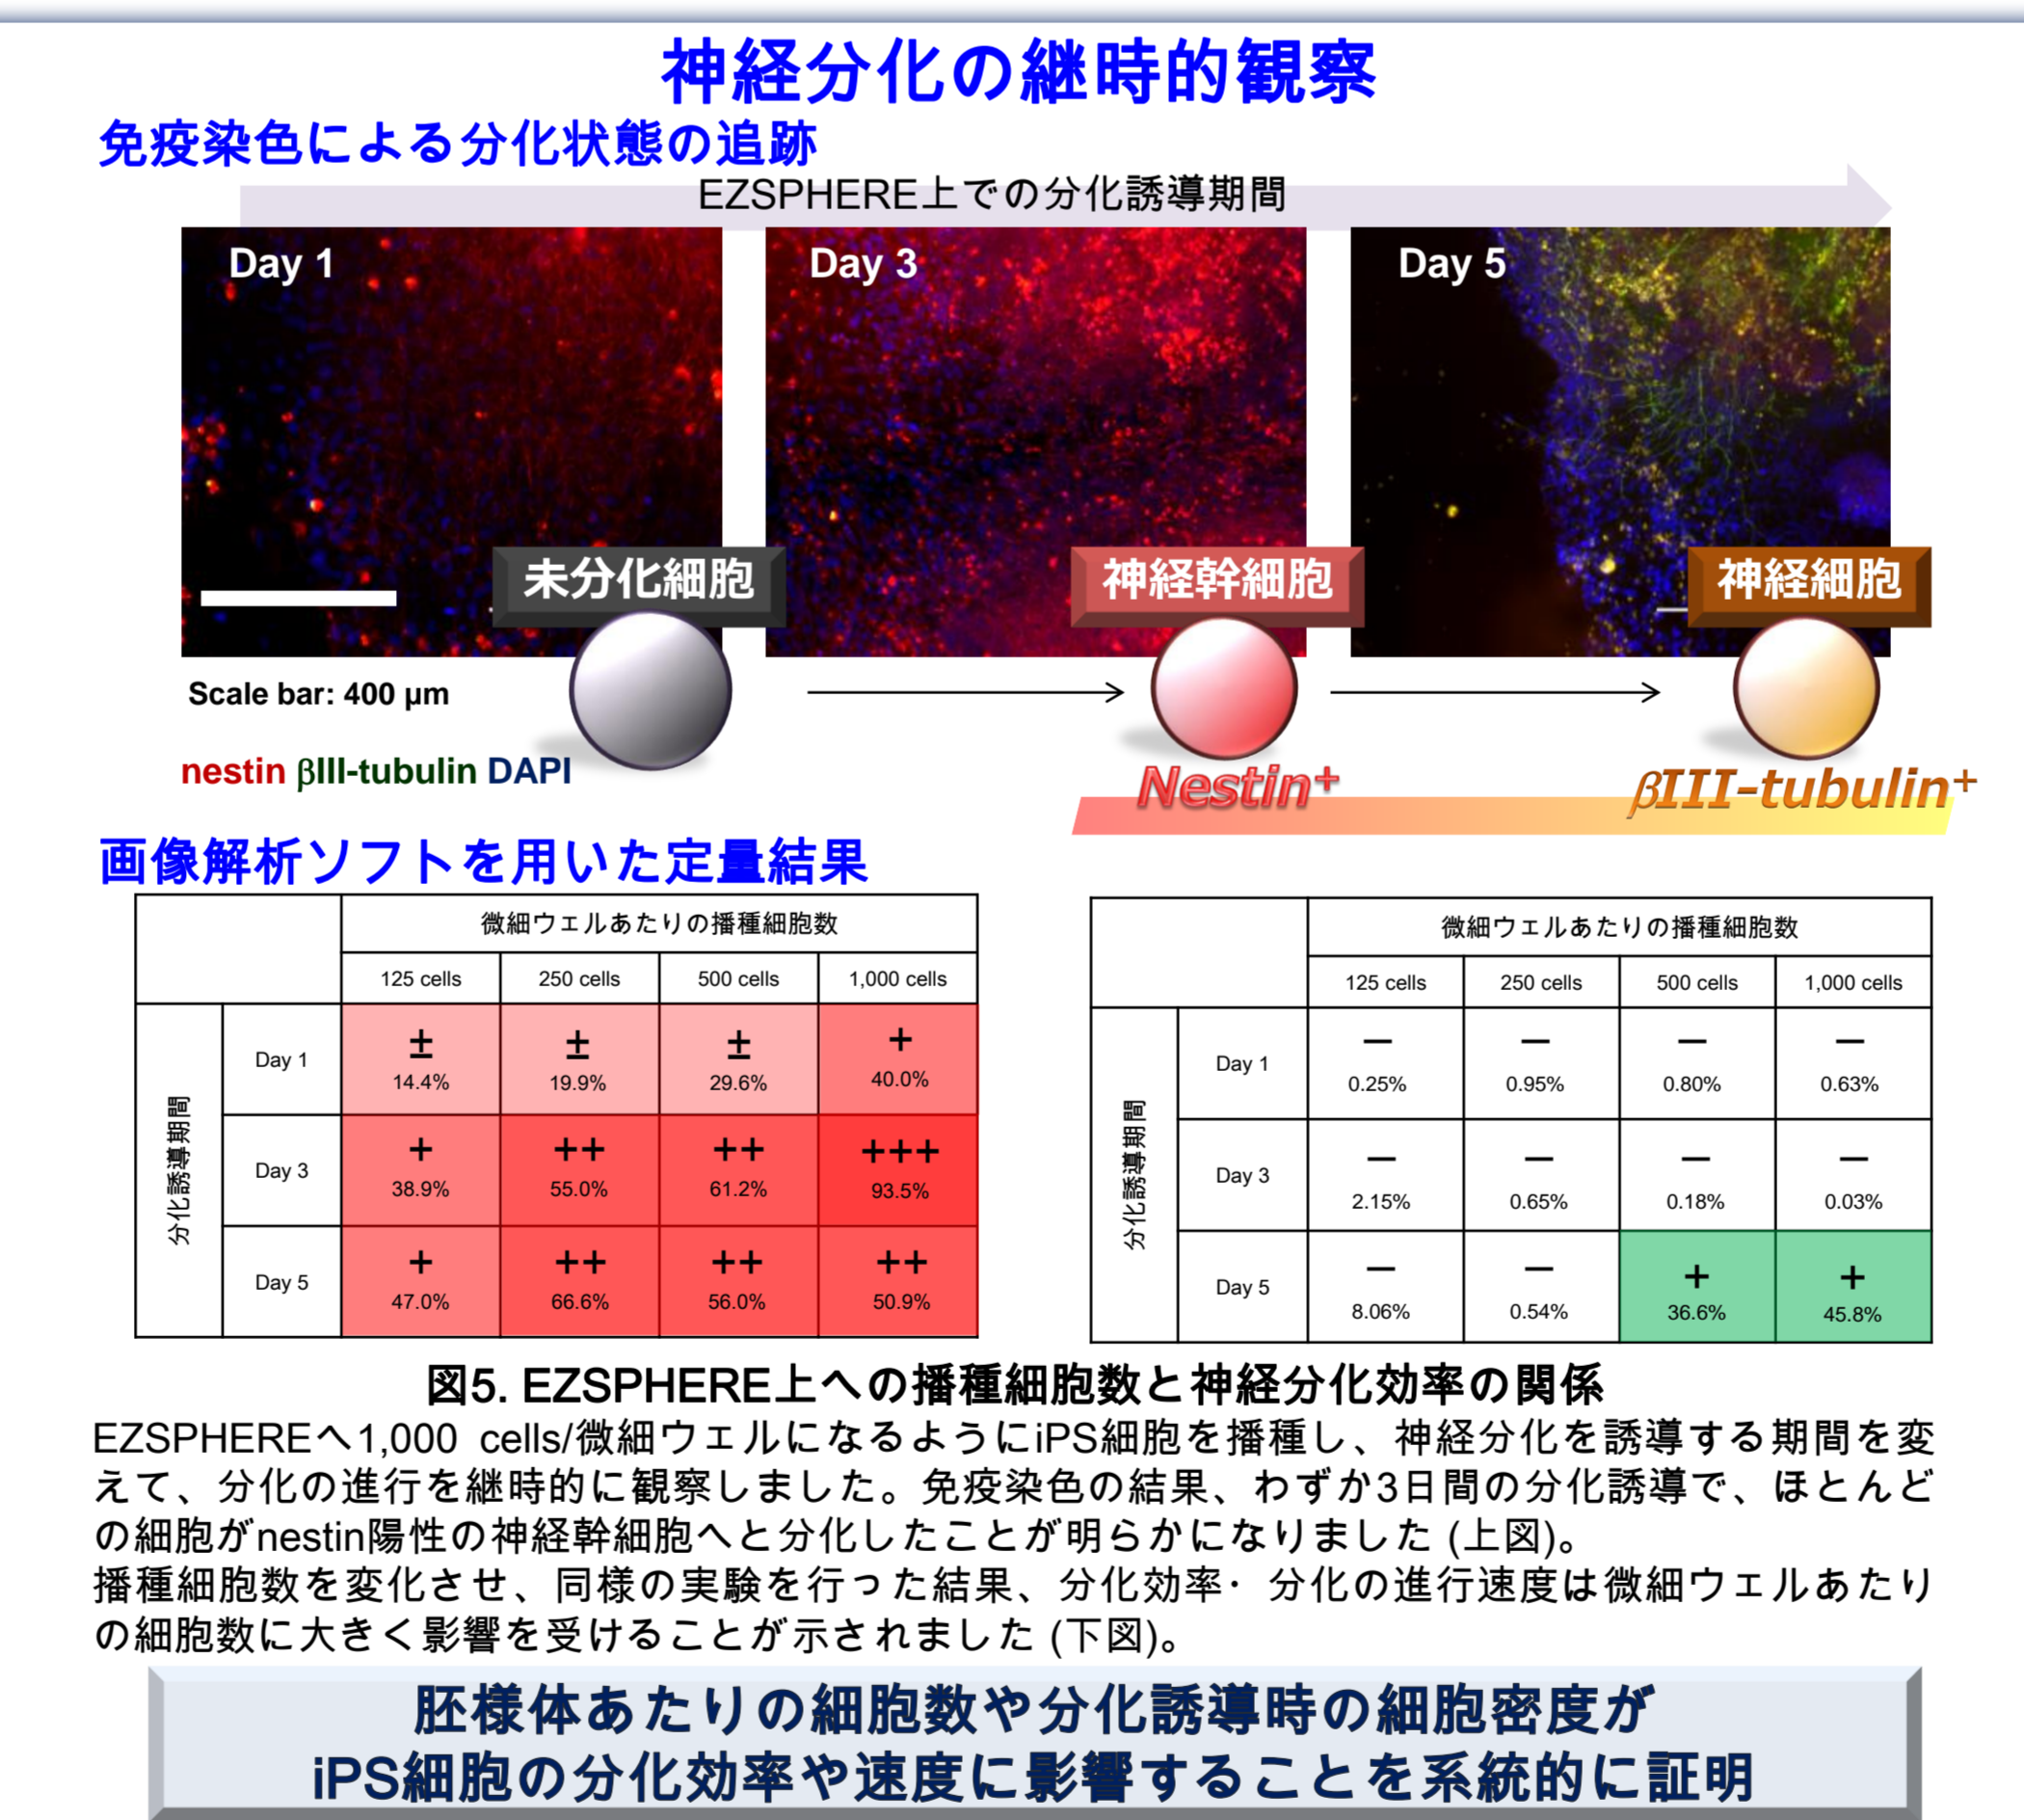 神経分化の継時的観察
免疫染色による分化状態の追跡
EZSPHERE上での分化誘導期間
Day 1
Day 3
Day 5
未分化細胞
神経幹細胞
神経細胞
Scale bar: 400 μm
nestin βIII-tubulin DAPI
Nestin⁺
βIII-tubulin⁺
画像解析ソフトを用いた定量結果
微細ウェルあたりの播種細胞数
125 cells 250 cells 500 cells 1,000 cells
分化誘導期間
± ± ± +
Day 1
14.4% 19.9% 29.6% 40.0%
+ ++ ++ +++
Day 3
38.9% 55.0% 61.2% 93.5%
+ ++ ++ ++
Day 5
47.0% 66.6% 56.0% 50.9%
微細ウェルあたりの播種細胞数
125 cells 250 cells 500 cells 1,000 cells
分化誘導期間
− − − −
Day 1
0.25% 0.95% 0.80% 0.63%
− − − −
Day 3
2.15% 0.65% 0.18% 0.03%
− − + +
Day 5
8.06% 0.54% 36.6% 45.8%
図5. EZSPHERE上への播種細胞数と神経分化効率の関係
EZSPHEREへ1,000 cells/微細ウェルになるようにiPS細胞を播種し、神経分化を誘導する期間を変
えて、分化の進行を継時的に観察しました。免疫染色の結果、わずか3日間の分化誘導で、ほとんど
の細胞がnestin陽性の神経幹細胞へと分化したことが明らかになりました (上図)。
播種細胞数を変化させ、同様の実験を行った結果、分化効率・分化の進行速度は微細ウェルあたり
の細胞数に大きく影響を受けることが示されました (下図)。
胚様体あたりの細胞数や分化誘導時の細胞密度が
iPS細胞の分化効率や速度に影響することを系統的に証明